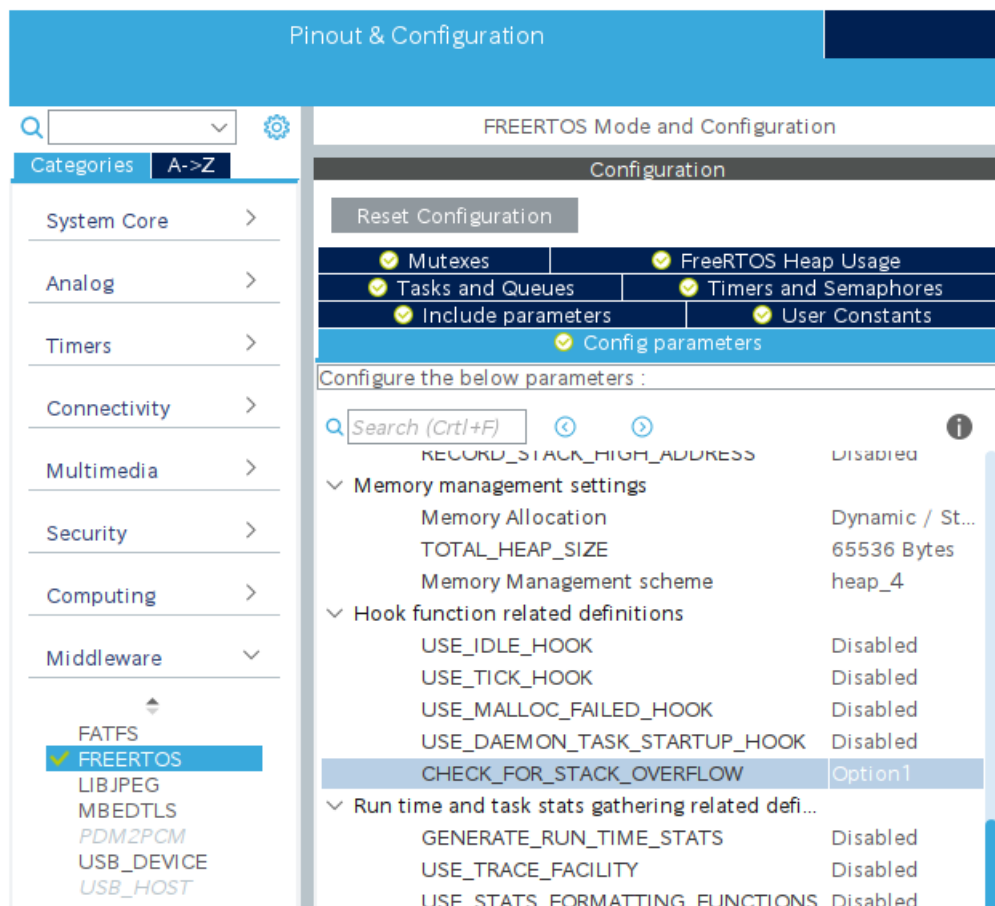 Pinout & Configuration
FREERTOS Mode and Configuration
Categories A->Z
Configuration
System Core
Reset Configuration
Mutexes FreeRTOS Heap Usage
Analog
Tasks and Queues Timers and Semaphores
Include parameters User Constants
Timers
Config parameters
Configure the below parameters :
Connectivity
Search (Crtl+F)
RECORD_STACK_HIGH_ADDRESS Disabled
Multimedia
Memory management settings
Memory Allocation Dynamic / St...
Security
TOTAL_HEAP_SIZE 65536 Bytes
Memory Management scheme heap_4
Computing
Hook function related definitions
USE_IDLE_HOOK Disabled
Middleware
USE_TICK_HOOK Disabled
USE_MALLOC_FAILED_HOOK Disabled
FATFS
USE_DAEMON_TASK_STARTUP_HOOK Disabled
FREERTOS
CHECK_FOR_STACK_OVERFLOW Option1
LIBJPEG
Run time and task stats gathering related defi...
MBEDTLS
PDM2PCM
GENERATE_RUN_TIME_STATS Disabled
USB_DEVICE
USE_TRACE_FACILITY Disabled
USB_HOST
USE_STATS_FORMATTING_FUNCTIONS Disabled